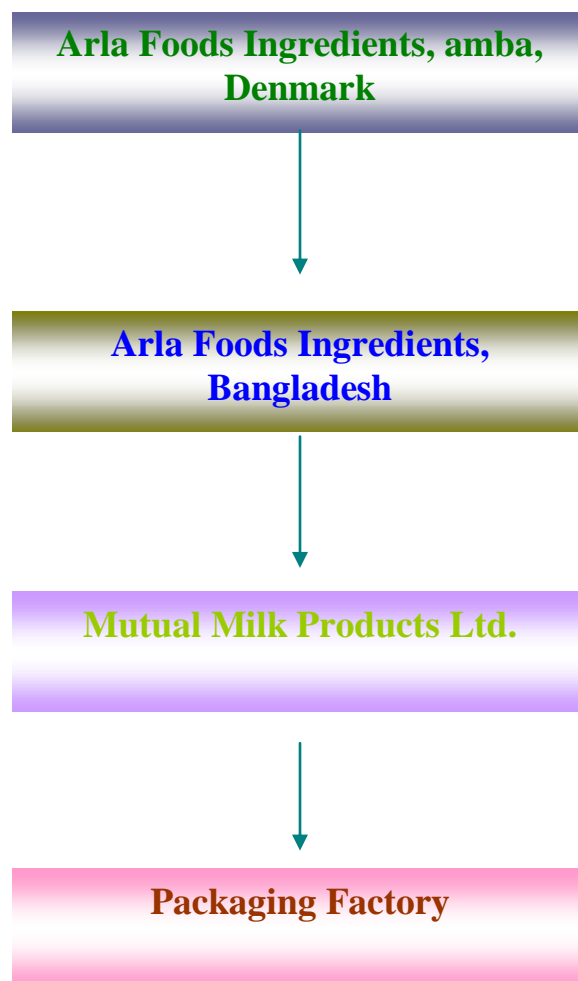 Arla Foods Ingredients, amba,
Denmark
Arla Foods Ingredients,
Bangladesh
Mutual Milk Products Ltd.
Packaging Factory